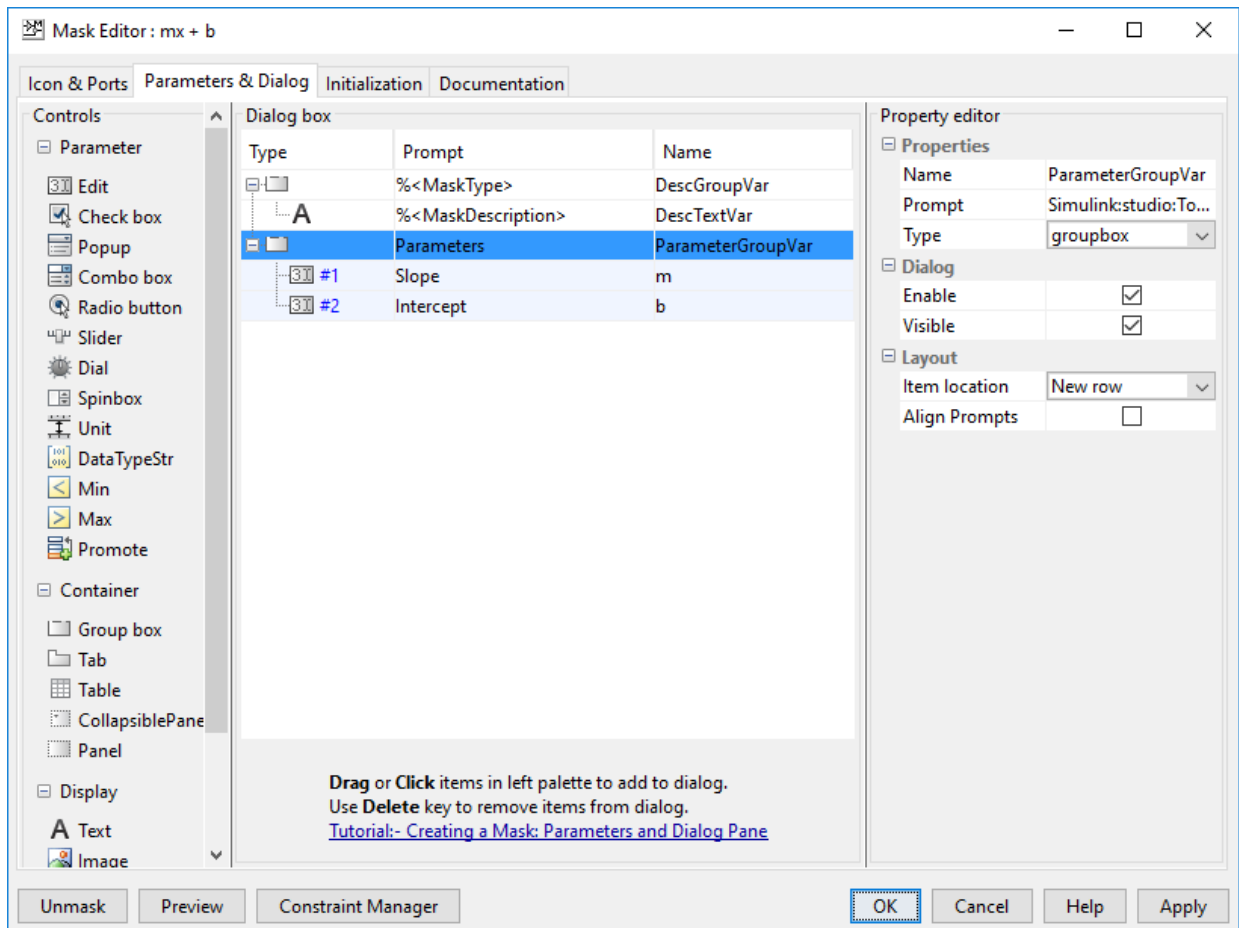 Mask Editor : mx + b
Icon & Ports Parameters & Dialog Initialization Documentation
Controls
Parameter
Edit
Check box
Popup
Combo box
Radio button
Slider
Dial
Spinbox
Unit
DataTypeStr
Min
Max
Promote
Container
Group box
Tab
Table
CollapsiblePane
Panel
Display
Text
Image
Dialog box
Type Prompt Name
%<MaskType> DescGroupVar
A %<MaskDescription> DescTextVar
Parameters ParameterGroupVar
#1 Slope m
#2 Intercept b
Drag or Click items in left palette to add to dialog.
Use Delete key to remove items from dialog.
Tutorial:- Creating a Mask: Parameters and Dialog Pane
Property editor
Properties
Name ParameterGroupVar
Prompt Simulink:studio:To...
Type groupbox
Dialog
Enable
Visible
Layout
Item location New row
Align Prompts
Unmask Preview Constraint Manager OK Cancel Help Apply